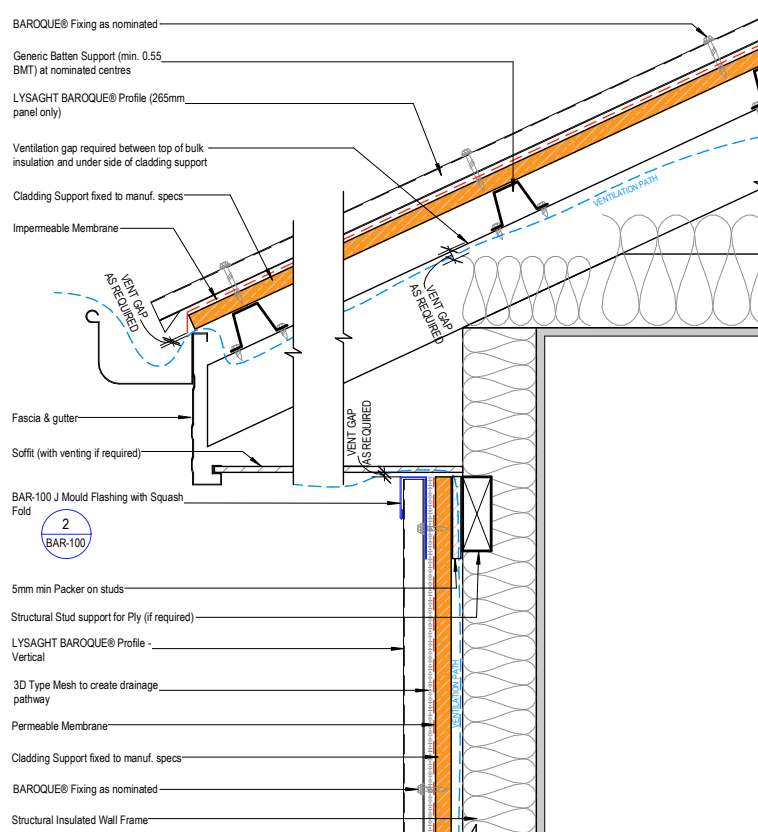 BAROQUE® Fixing as nominated
Generic Batten Support (min. 0.55
BMT) at nominated centres
LYSAGHT BAROQUE® Profile (265mm
panel only)
Ventilation gap required between top of bulk
insulation and under side of cladding support
Cladding Support fixed to manuf. specs
Impermeable Membrane
VENTILATION PATH
VENT GAP
AS REQUIRED
VENT GAP
AS REQUIRED
Fascia & gutter
VENT GAP
AS REQUIRED
Soffit (with venting if required)
BAR-100 J Mould Flashing with Squash
Fold
2
BAR-100
5mm min Packer on studs
Structural Stud support for Ply (if required)
LYSAGHT BAROQUE® Profile -
Vertical
3D Type Mesh to create drainage
pathway
VENTILATION PATH
Permeable Membrane
Cladding Support fixed to manuf. specs
BAROQUE® Fixing as nominated
Structural Insulated Wall Frame